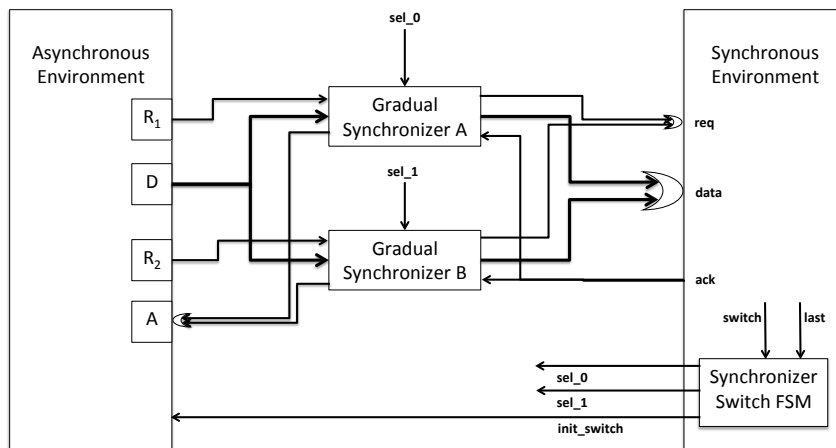 sel_0
Asynchronous
Environment
Synchronous
Environment
R1
Gradual
Synchronizer A
req
D
sel_1
data
R2
Gradual
Synchronizer B
ack
A
switch
last
sel_0
sel_1
init_switch
Synchronizer
Switch FSM